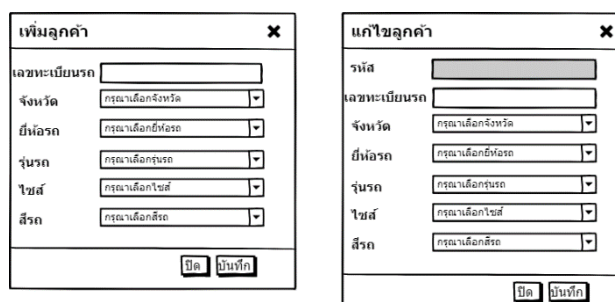 เพิ่มลูกค้า
เลขทะเบียนรถ
จังหวัด กรุณาเลือกจังหวัด
ยี่ห้อรถ กรุณาเลือกยี่ห้อรถ
รุ่นรถ กรุณาเลือกรุ่นรถ
ไซส์ กรุณาเลือกไซส์
สีรถ กรุณาเลือกสีรถ
ปิด บันทึก
แก้ไขลูกค้า
รหัส
เลขทะเบียนรถ
จังหวัด กรุณาเลือกจังหวัด
ยี่ห้อรถ กรุณาเลือกยี่ห้อรถ
รุ่นรถ กรุณาเลือกรุ่นรถ
ไซส์ กรุณาเลือกไซส์
สีรถ กรุณาเลือกสีรถ
ปิด บันทึก